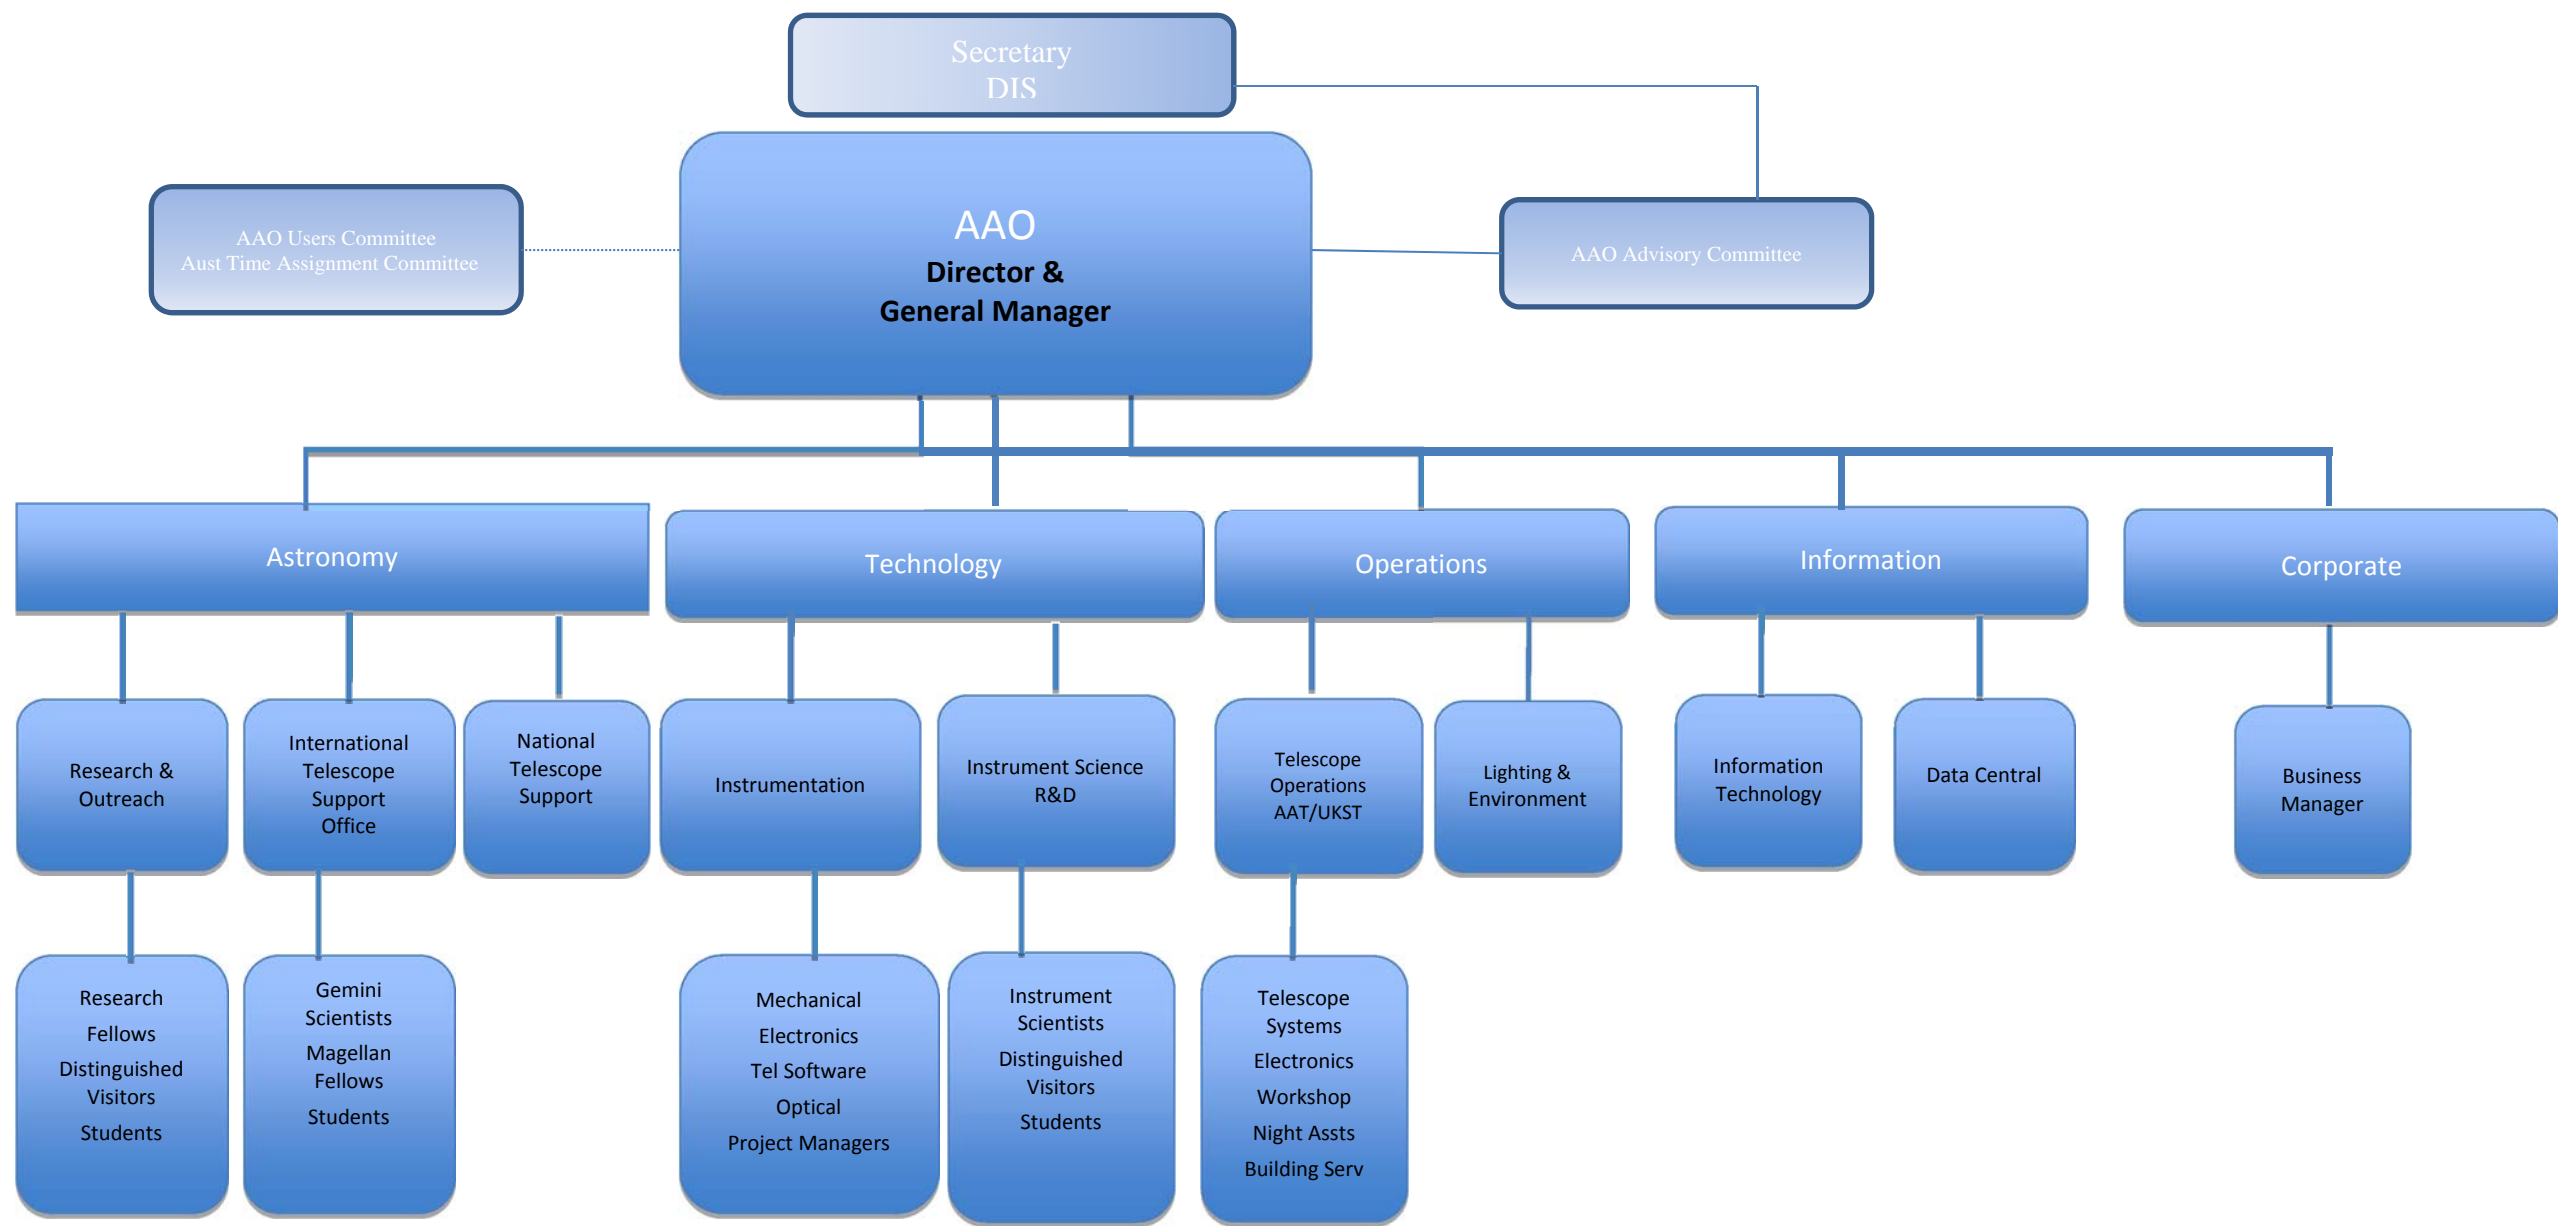 Secretary
DIS
AAO Users Committee
Aust Time Assignment Committee
AAO
Director &
General Manager
AAO Advisory Committee
Astronomy
Technology
Operations
Information
Corporate
Research &
Outreach
International
Telescope
Support
Office
National
Telescope
Support
Instrumentation
Instrument Science
R&D
Telescope
Operations
AAT/UKST
Lighting &
Environment
Information
Technology
Data Central
Business
Manager
Research
Fellows
Distinguished
Visitors
Students
Gemini
Scientists
Magellan
Fellows
Students
Mechanical
Electronics
Tel Software
Optical
Project Managers
Instrument
Scientists
Distinguished
Visitors
Students
Telescope
Systems
Electronics
Workshop
Night Assts
Building Serv